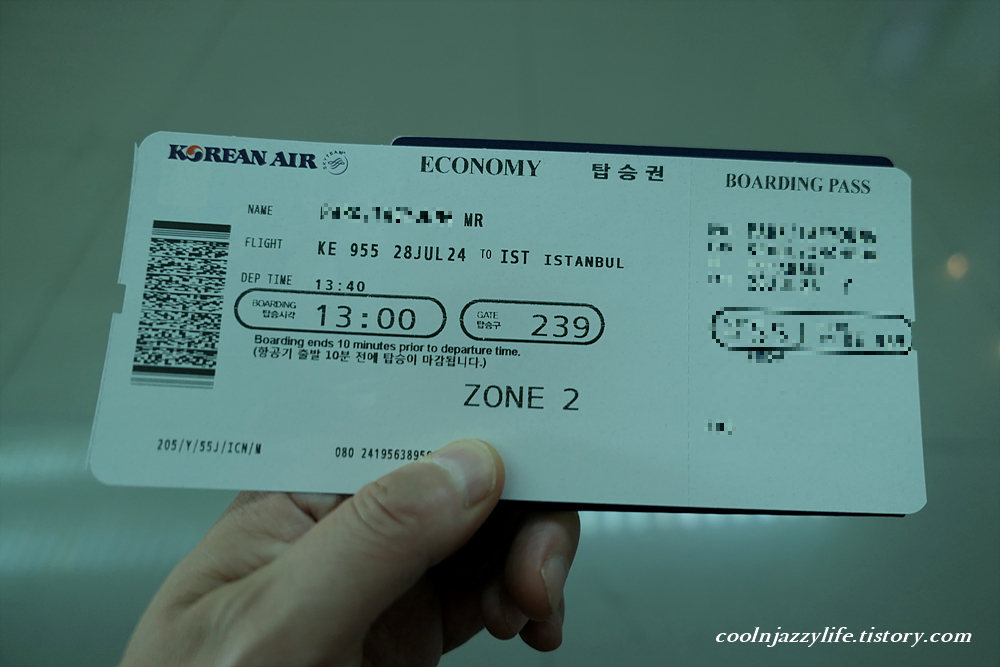 KOREAN AIR SKYTEAM ECONOMY 탑승권 BOARDING PASS
NAME MR
FLIGHT KE 955 28JUL24 TO IST ISTANBUL
DEP TIME 13:40
BOARDING 탑승시각 13:00 GATE 탑승구 239
Boarding ends 10 minutes prior to departure time.
(항공기 출발 10분 전에 탑승이 마감됩니다.)
ZONE 2
205/Y/55J/ICN/M 080 2419563895
coolnjazzylife.tistory.com